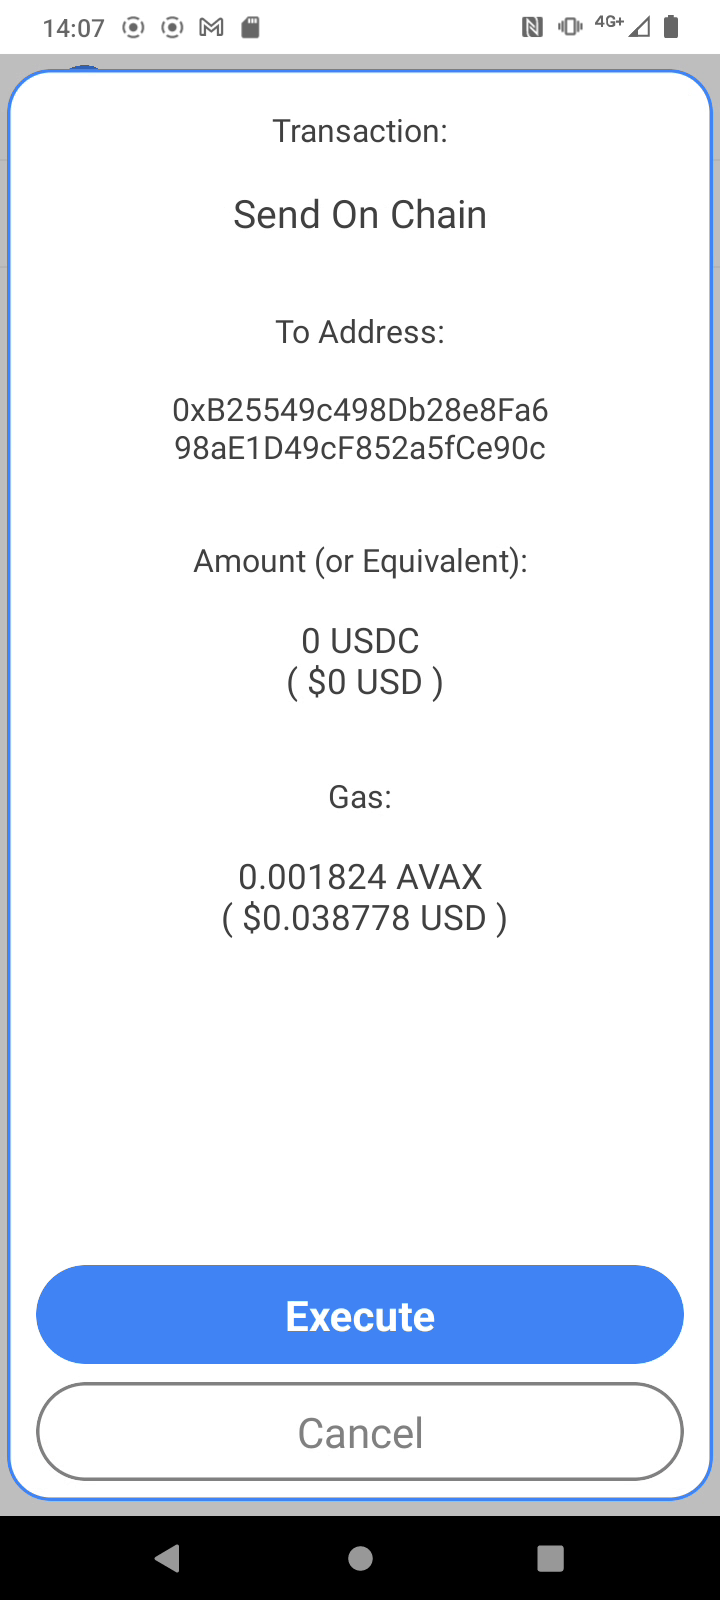 14:07
4G+
Transaction:
Send On Chain
To Address:
0xB25549c498Db28e8Fa6
98aE1D49cF852a5fCe90c
Amount (or Equivalent):
0 USDC
( $0 USD )
Gas:
0.001824 AVAX
( $0.038778 USD )
Execute
Cancel